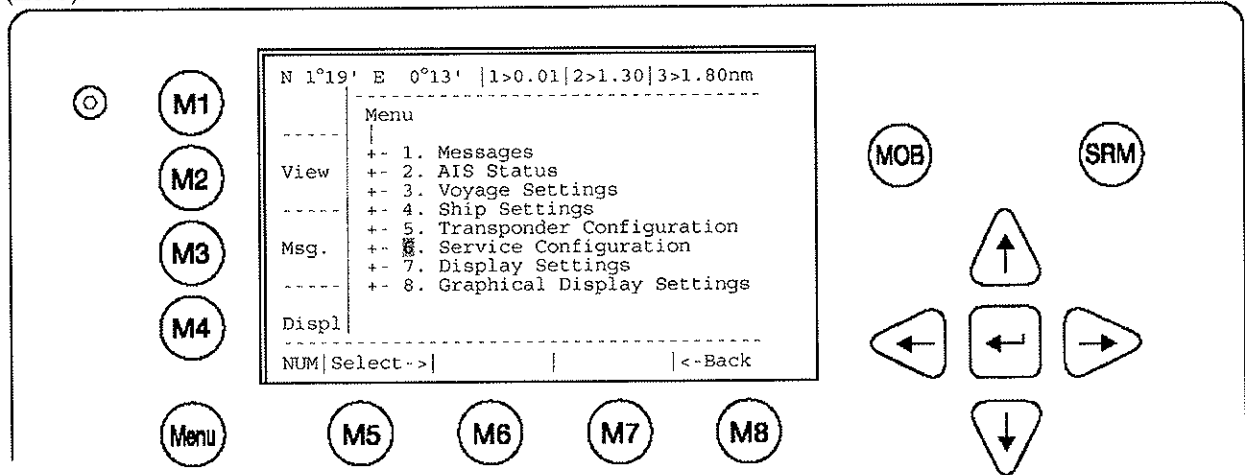 N 1°19' E 0°13' |1>0.01|2>1.30|3>1.80nm
M1
Menu
+- 1. Messages
M2
View
+- 2. AIS Status
MOB
SRM
+- 3. Voyage Settings
+- 4. Ship Settings
+- 5. Transponder Configuration
M3
Msg.
+- 6. Service Configuration
+- 7. Display Settings
+- 8. Graphical Display Settings
M4
Displ
NUM|Select->| | |<-Back
Menu
M5
M6
M7
M8